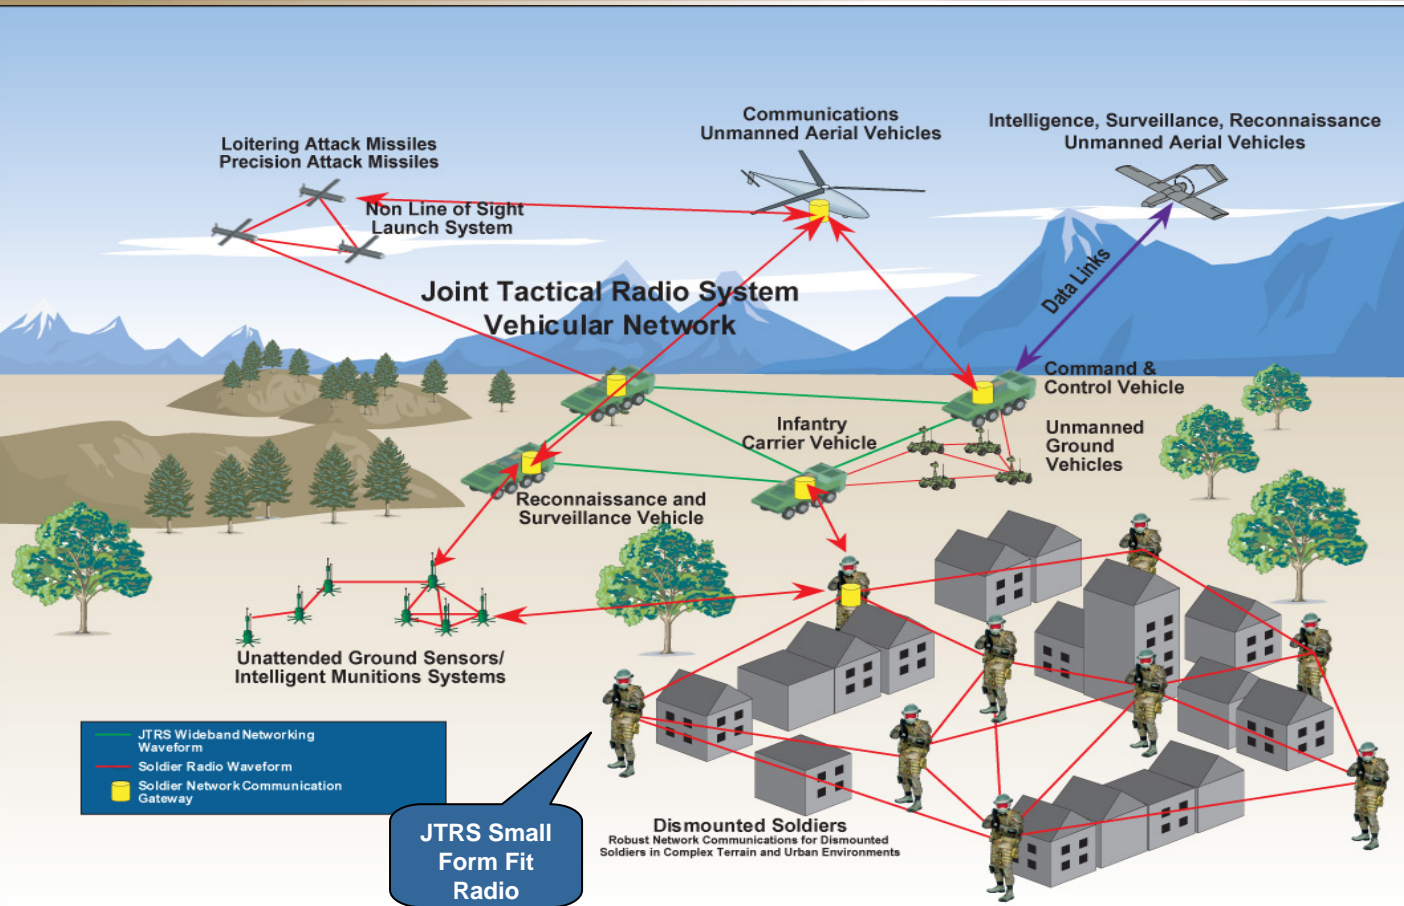 Communications
Unmanned Aerial Vehicles
Intelligence, Surveillance, Reconnaissance
Unmanned Aerial Vehicles
Loitering Attack Missiles
Precision Attack Missiles
Non Line of Sight
Launch System
Data Links
Joint Tactical Radio System
Vehicular Network
Command &
Control Vehicle
Infantry
Carrier Vehicle
Unmanned
Ground
Vehicles
Reconnaissance and
Surveillance Vehicle
Unattended Ground Sensors/
Intelligent Munitions Systems
JTRS Wideband Networking
Waveform
Soldier Radio Waveform
Soldier Network Communication
Gateway
JTRS Small
Form Fit
Radio
Dismounted Soldiers
Robust Network Communications for Dismounted
Soldiers in Complex Terrain and Urban Environments